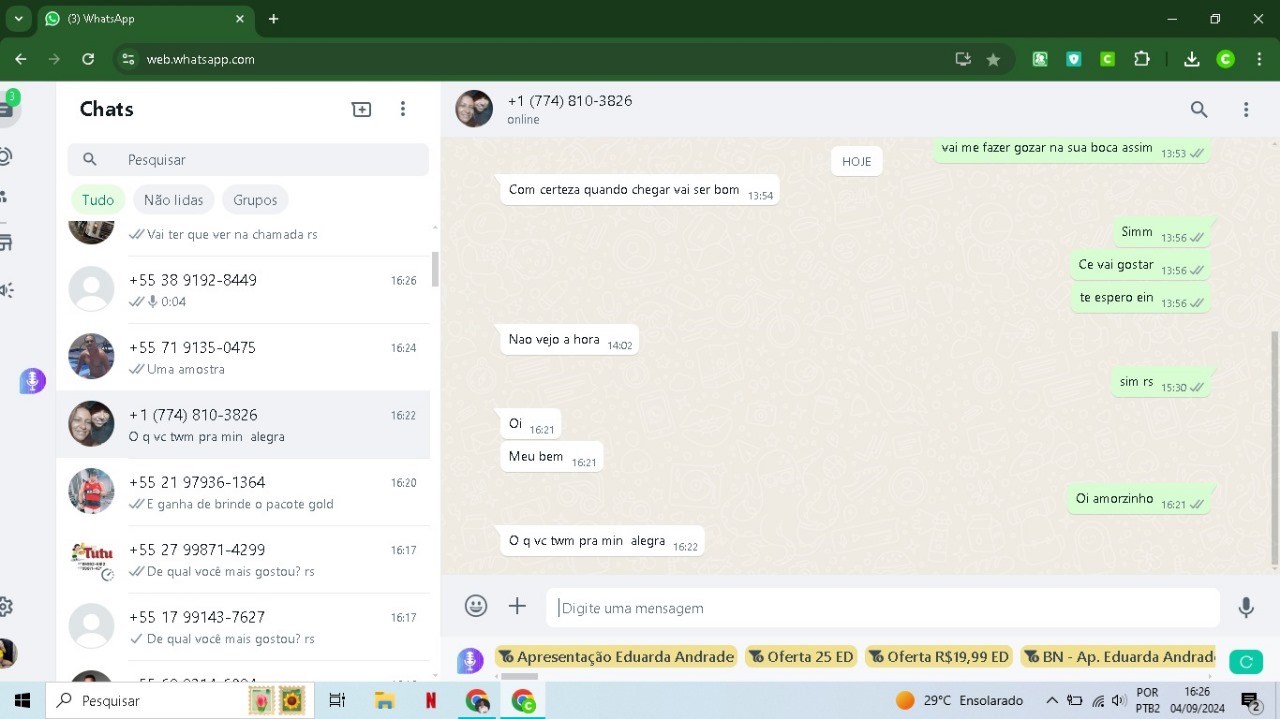 (3) WhatsApp
web.whatsapp.com
3
Chats
Pesquisar
Tudo
Não lidas
Grupos
Vai ter que ver na chamada rs
+55 38 9192-8449
16:26
0:04
+55 71 9135-0475
16:24
Uma amostra
+1 (774) 810-3826
16:22
O q vc twm pra min alegra
+55 21 97936-1364
16:20
E ganha de brinde o pacote gold
Tutu
+55 27 99871-4299
16:17
De qual você mais gostou? rs
+55 17 99143-7627
16:17
De qual você mais gostou? rs
+1 (774) 810-3826
online
vai me fazer gozar na sua boca assim 13:53
HOJE
Com certeza quando chegar vai ser bom 13:54
Simm 13:56
Ce vai gostar 13:56
te espero ein 13:56
Nao vejo a hora 14:02
sim rs 15:30
Oi 16:21
Meu bem 16:21
Oi amorzinho 16:21
O q vc twm pra min alegra 16:22
Digite uma mensagem
Apresentação Eduarda Andrade
Oferta 25 ED
Oferta R$19,99 ED
BN - Ap. Eduarda Andrad
Pesquisar
29°C Ensolarado
POR
PTB2
16:26
04/09/2024
2